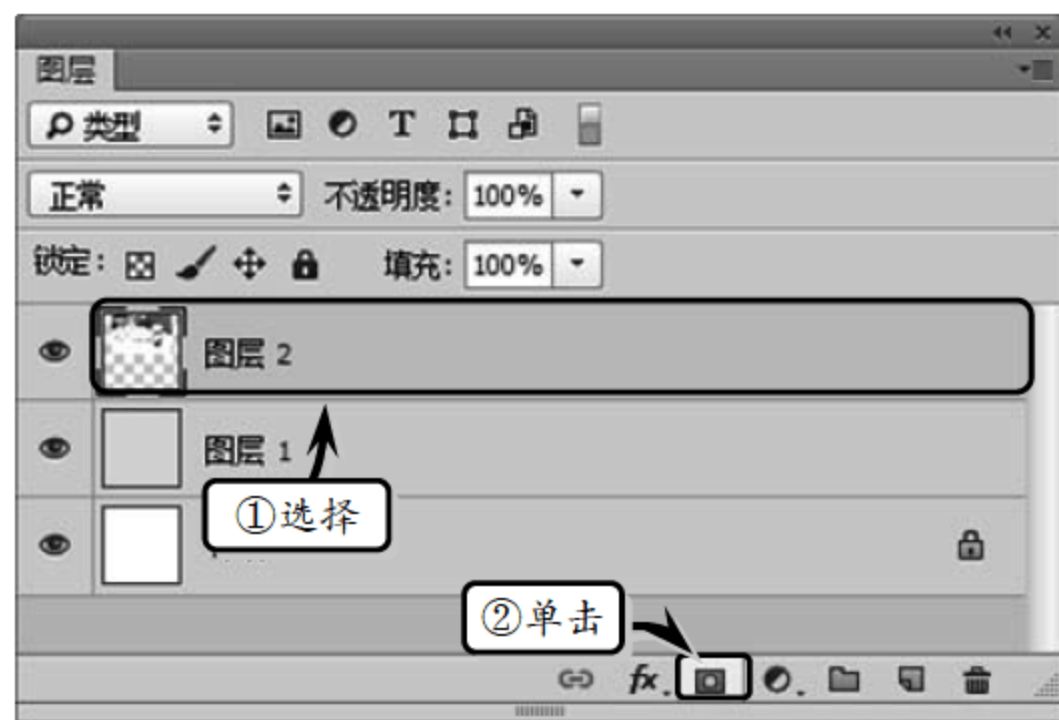 图层
类型 T
正常 不透明度: 100%
锁定: 填充: 100%
图层 2
图层 1
①选择
②单击
fx